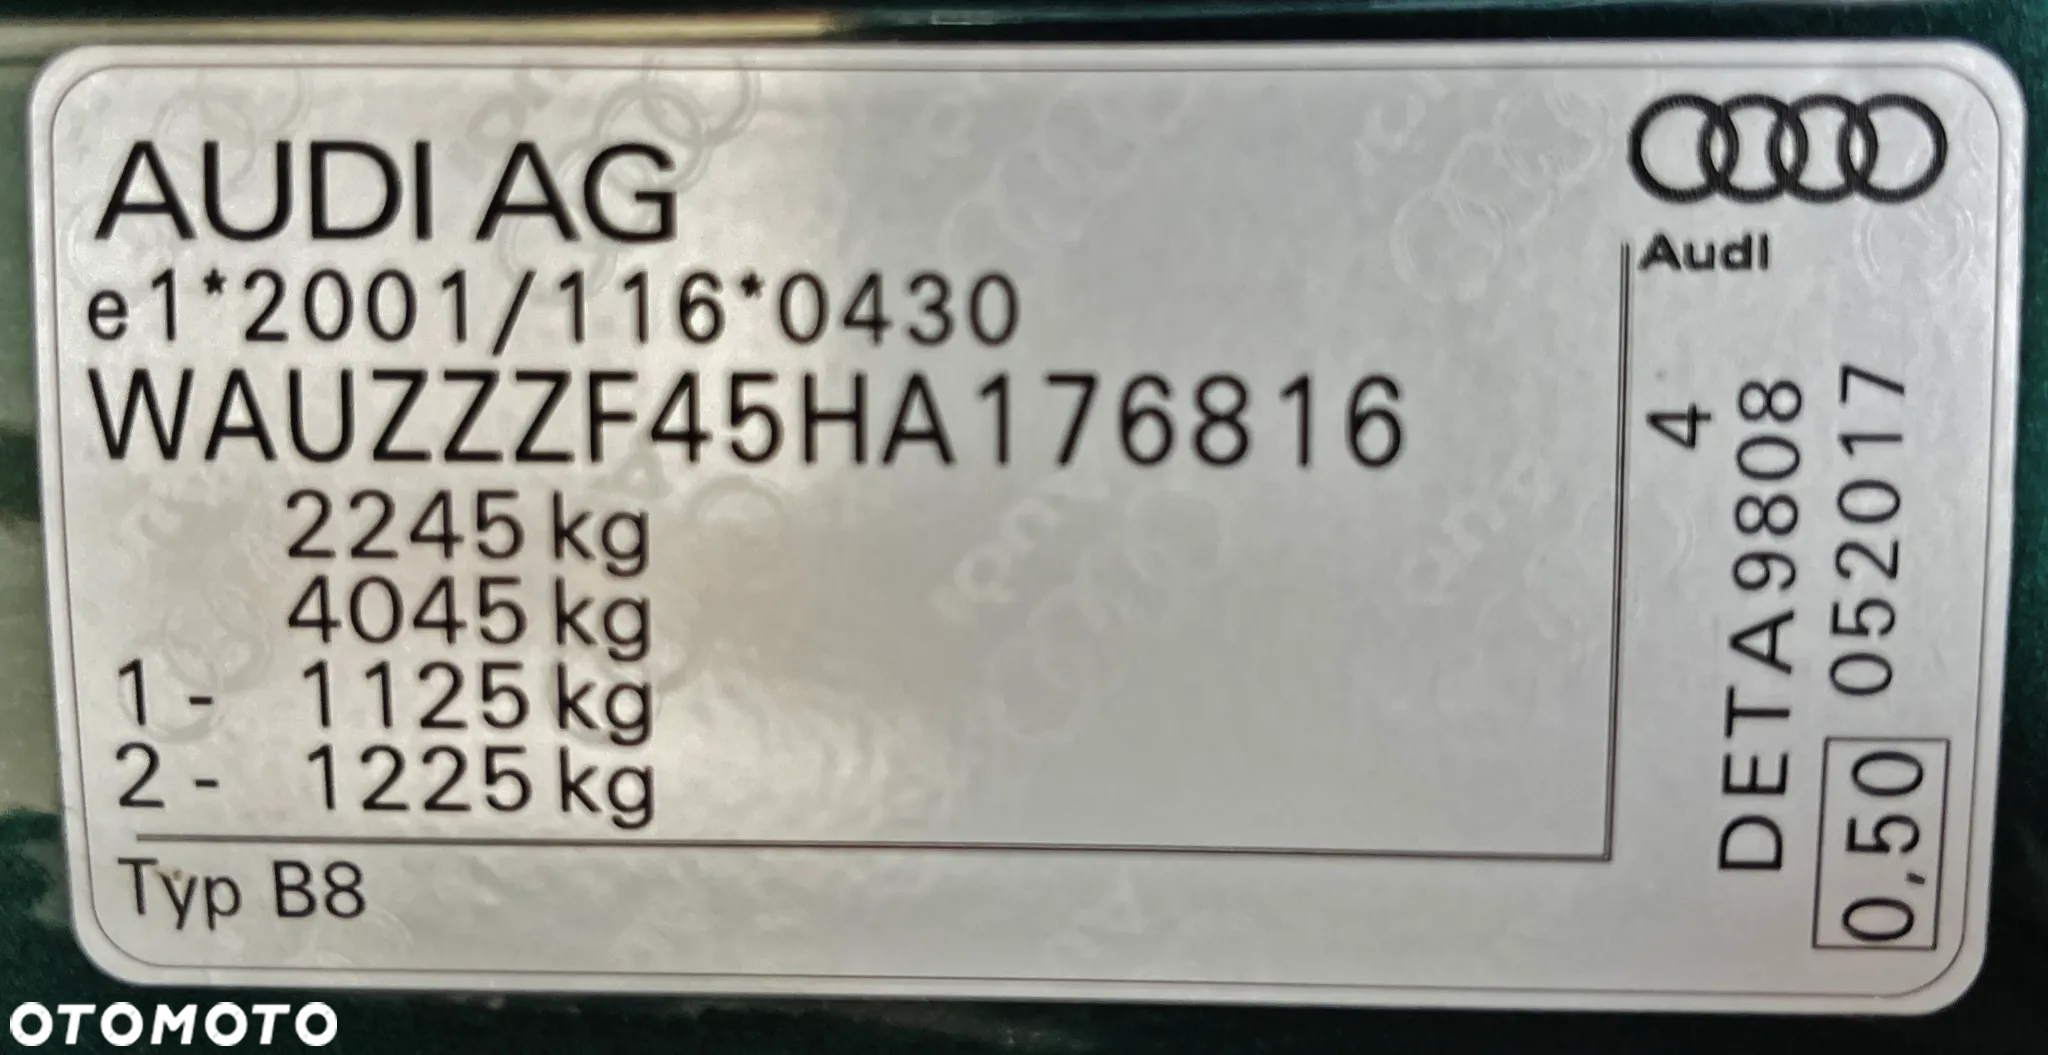 AUDI AG
e1*2001/116*0430
WAUZZZF45HA176816
2245 kg
4045 kg
1 - 1125 kg
2 - 1225 kg
Typ B8
Audi
4
DETA9808
0,50 052017
OTOMOTO